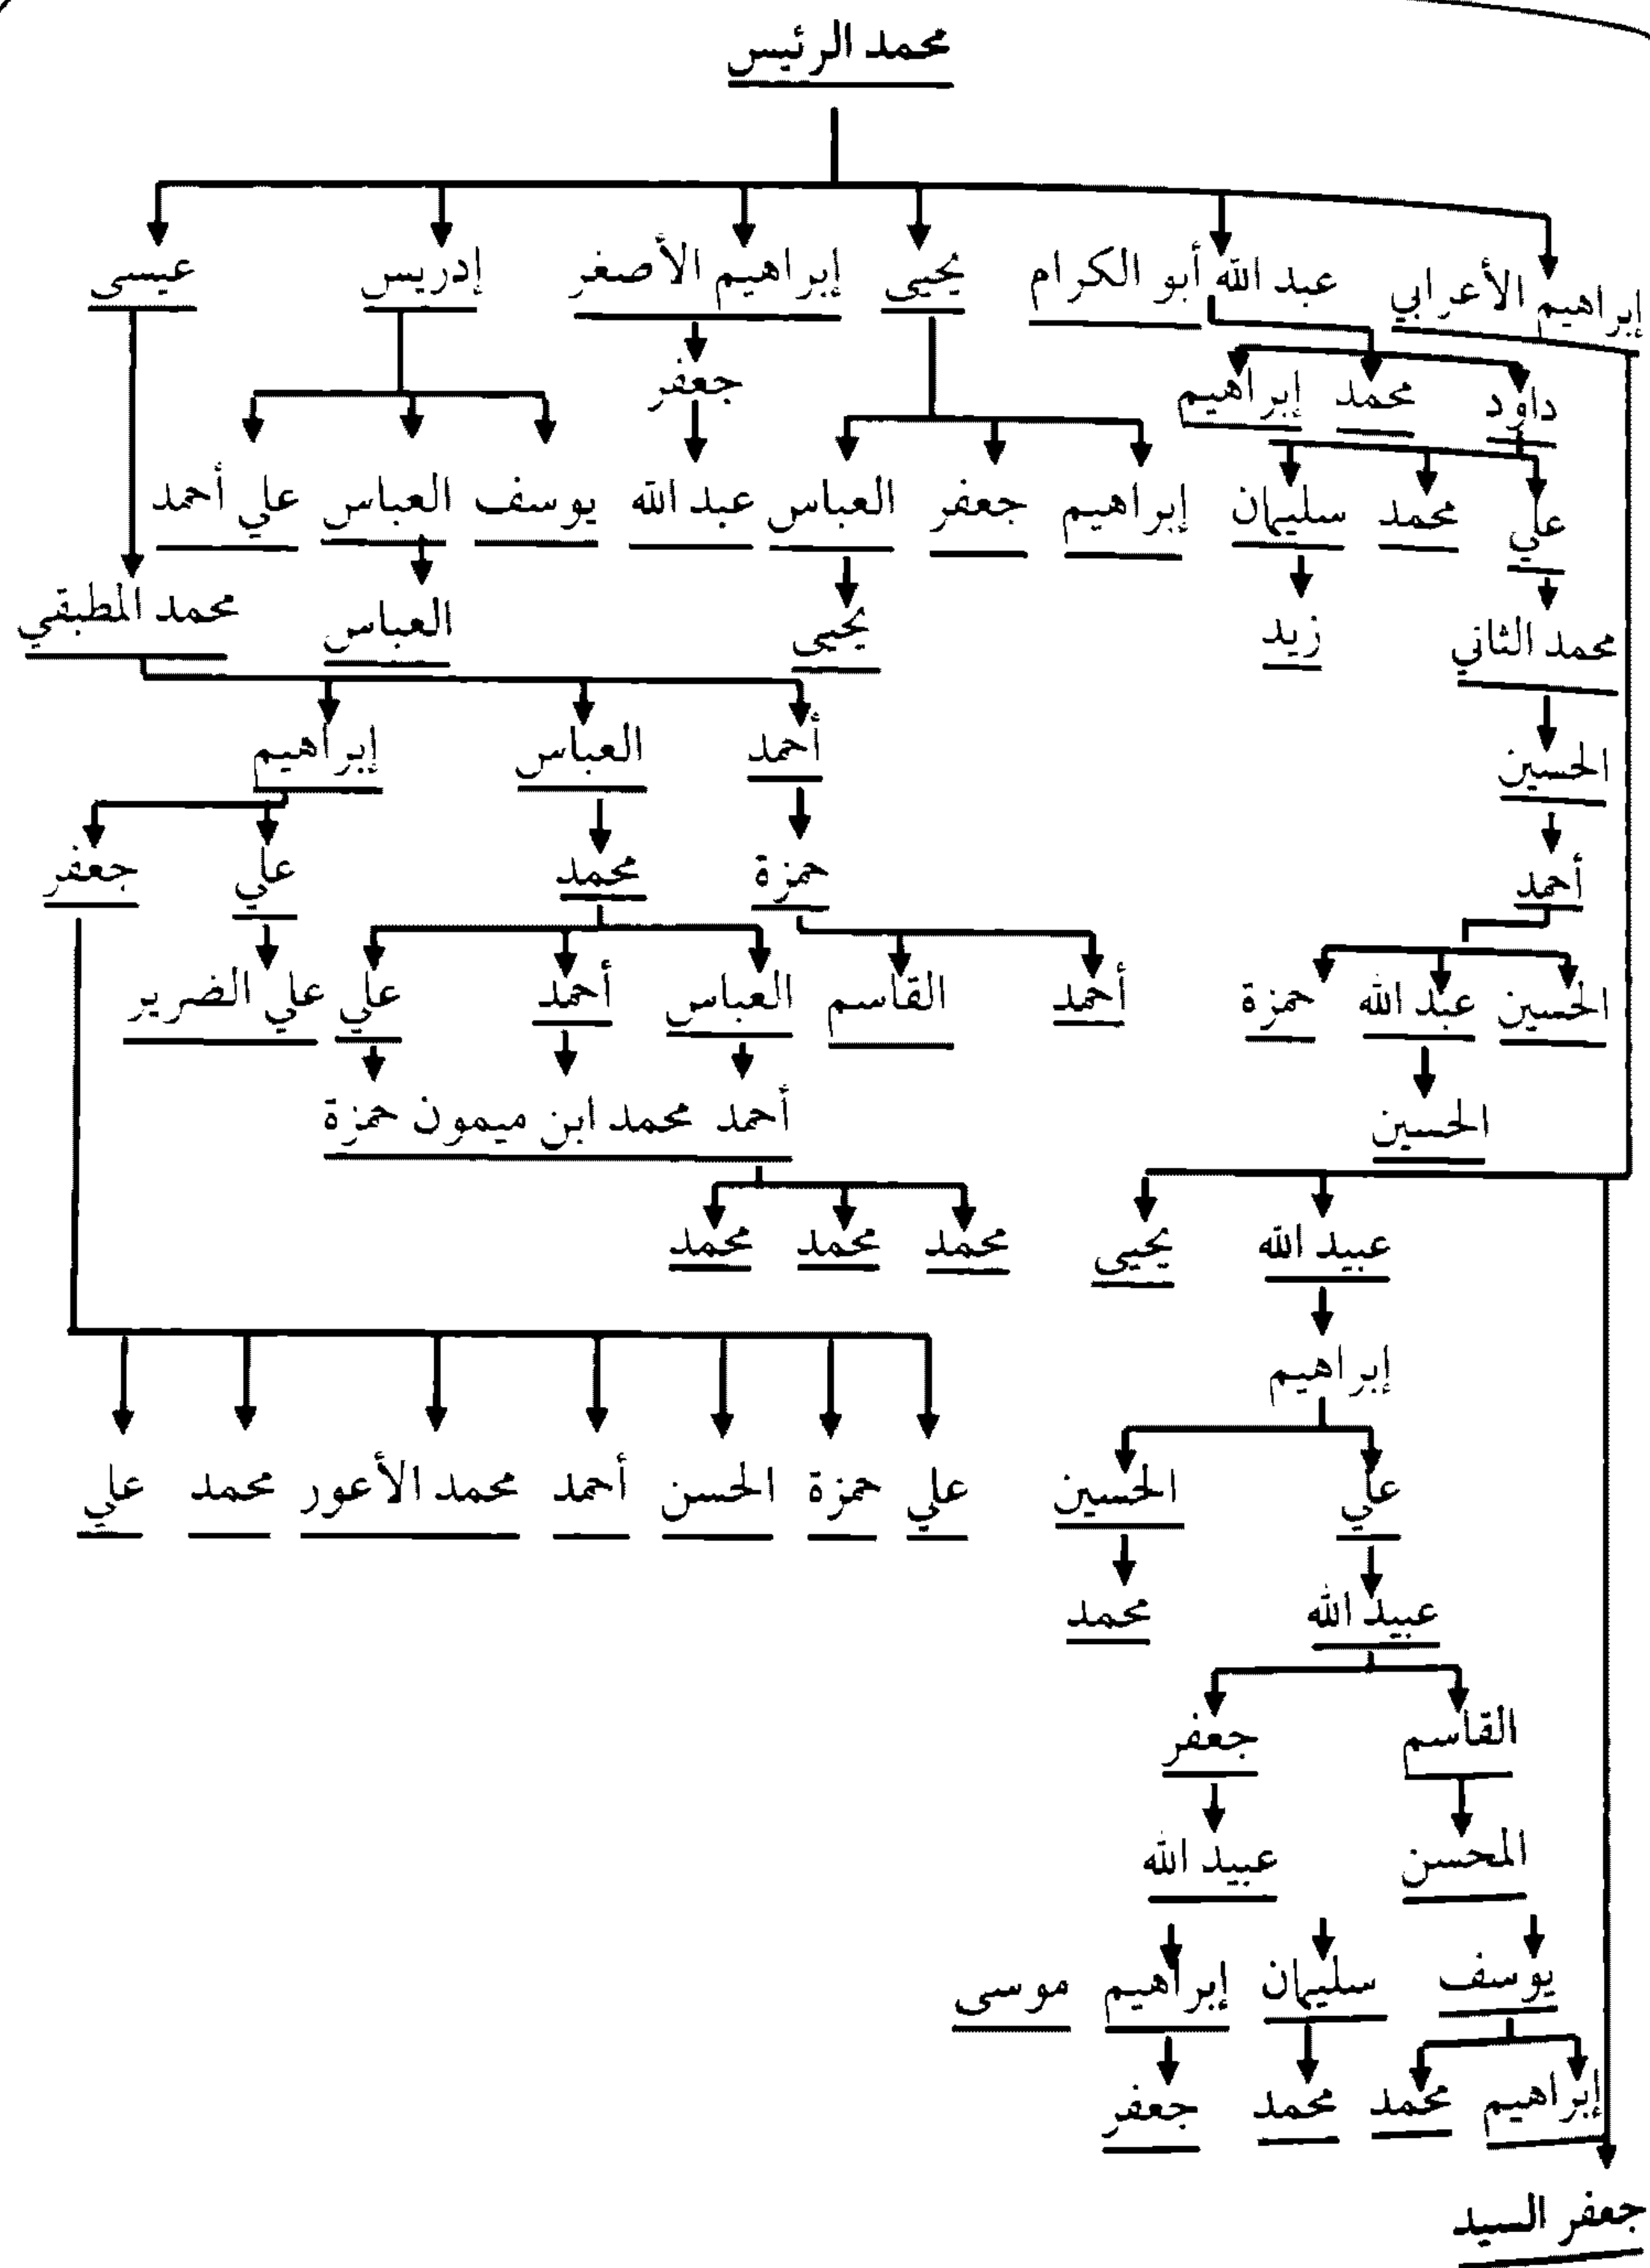 محمد الرئيس
إبراهيم الأعرابي عبد الله أبو الكرام يحيى إبراهيم الأصغر إدريس عيسى
داود محمد إبراهيم جعفر
علي محمد سليمان إبراهيم جعفر العباس عبد الله يوسف العباس علي أحمد
محمد الثاني زيد يحيى العباس محمد المطبقي
الحسين أحمد العباس إبراهيم
أحمد حمزة محمد علي جعفر
الحسين عبد الله حمزة أحمد القاسم العباس أحمد علي علي الضرير
الحسين أحمد محمد ابن ميمون حمزة
يحيى عبيد الله محمد محمد محمد
إبراهيم
علي الحسين علي حمزة الحسن أحمد محمد الأعور محمد علي
عبيد الله محمد
القاسم جعفر
المحسن عبيد الله
يوسف سليمان إبراهيم موسى
إبراهيم محمد محمد جعفر
جعفر السيد